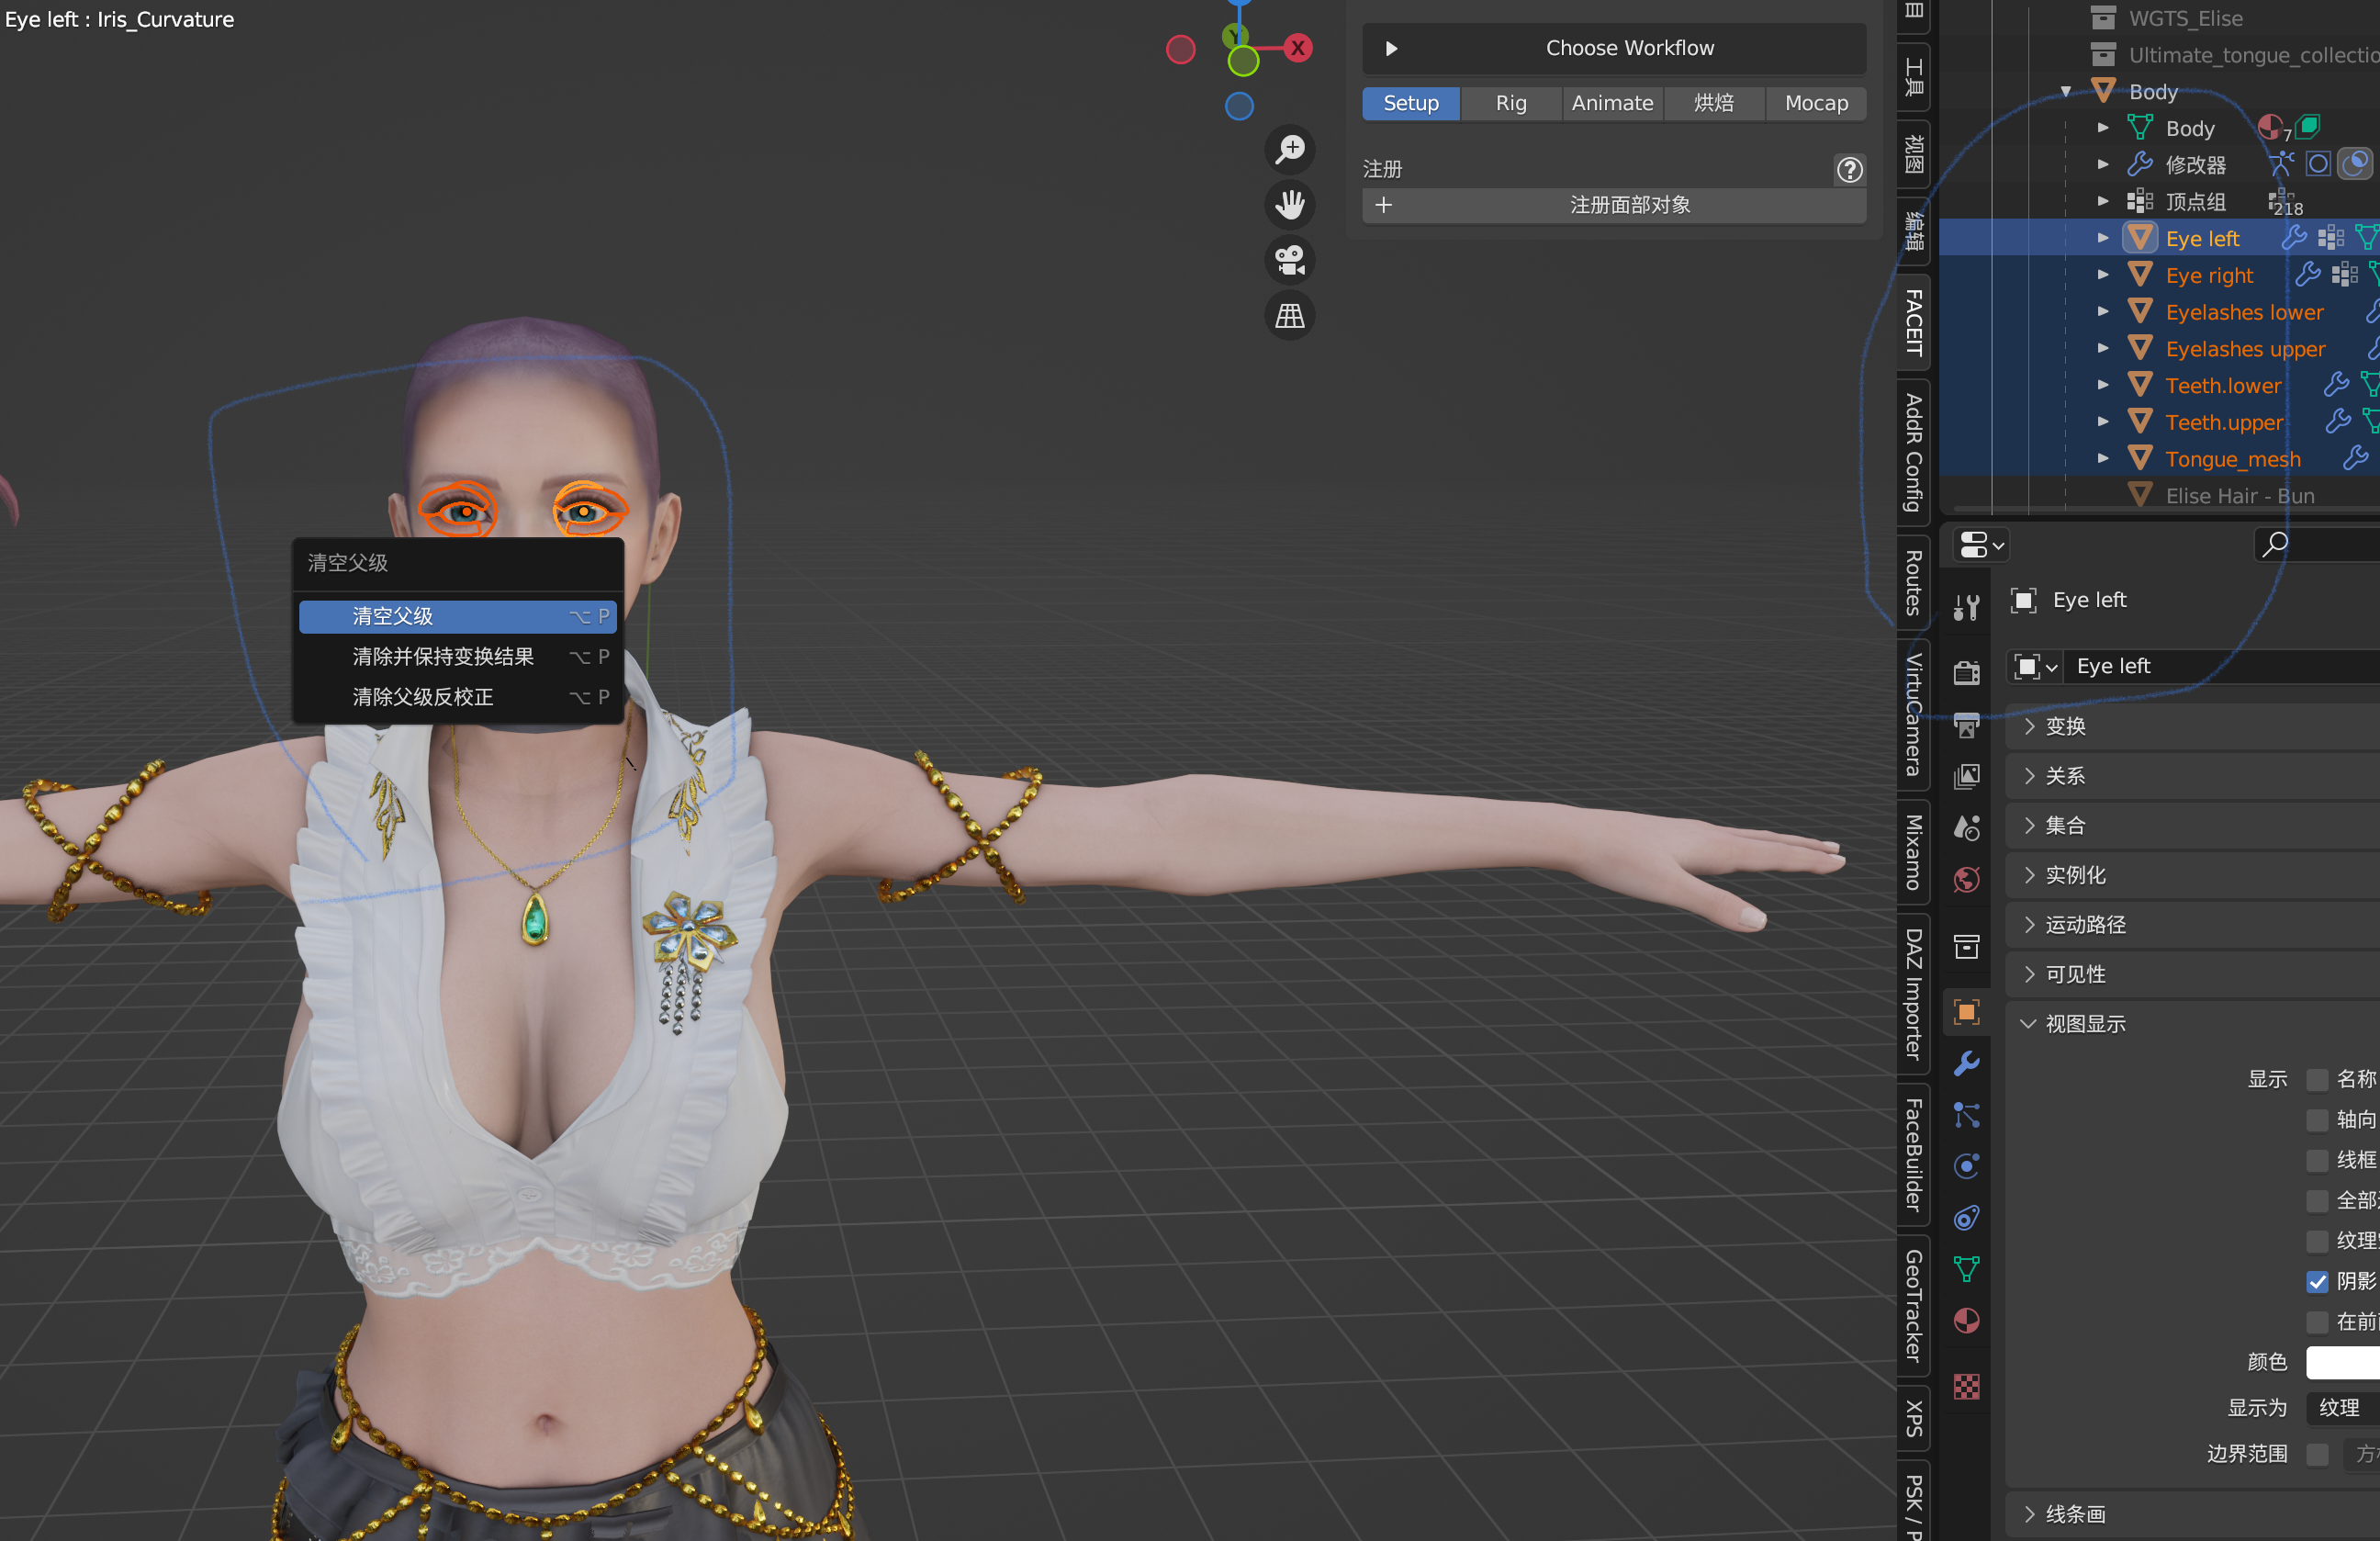 Eye left : Iris_Curvature
Y
X
清空父级
清空父级 ⌥ P
清除并保持变换结果 ⌥ P
清除父级反校正 ⌥ P
Choose Workflow
Setup Rig Animate 烘焙 Mocap
注册 ?
+ 注册面部对象
目
工具
视图
编辑
FACEIT
AddR Config
Routes
VirtuCamera
Mixamo
DAZ Importer
FaceBuilder
GeoTracker
XPS
PSK / P
WGTS_Elise
Ultimate_tongue_collectio
Body
Body 7
修改器
顶点组 218
Eye left
Eye right
Eyelashes lower
Eyelashes upper
Teeth.lower
Teeth.upper
Tongue_mesh
Elise Hair - Bun
Eye left
Eye left
变换
关系
集合
实例化
运动路径
可见性
视图显示
显示 名称
轴向
线框
全部
纹理
阴影
在前
颜色
显示为 纹理
边界范围 方
线条画